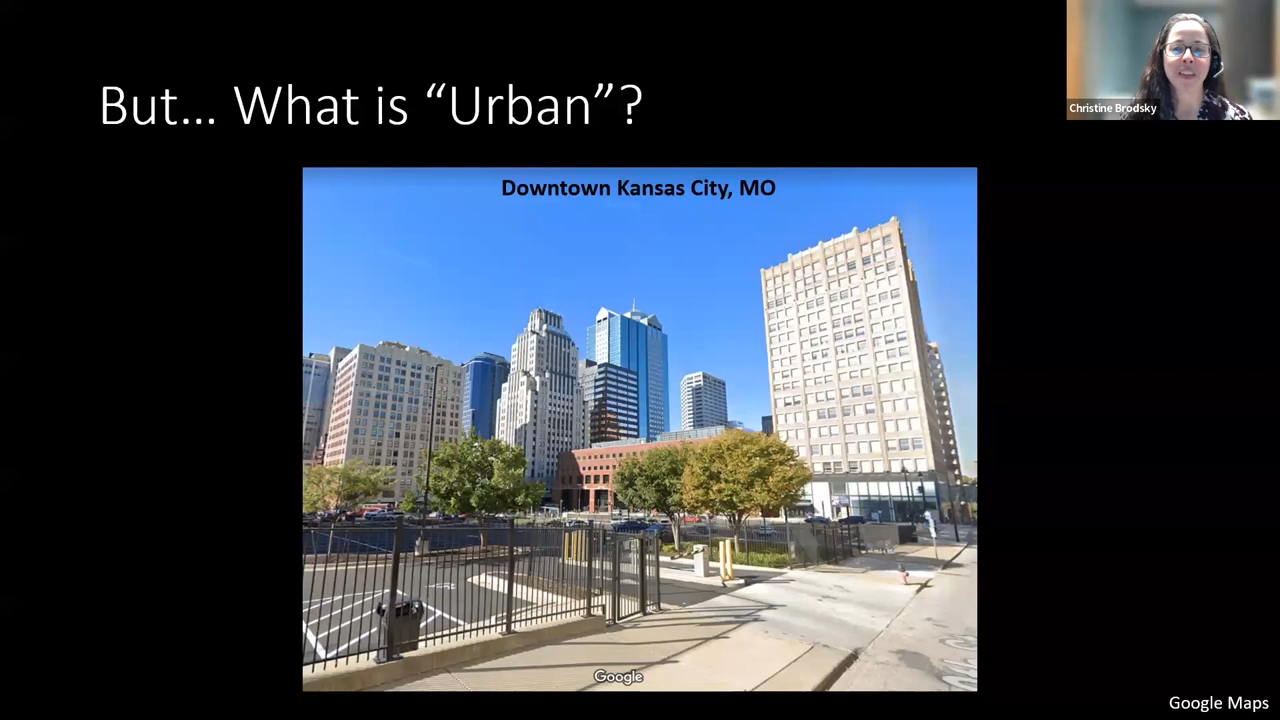 But... What is “Urban”?
Christine Brodsky
Downtown Kansas City, MO
Google
Google Maps